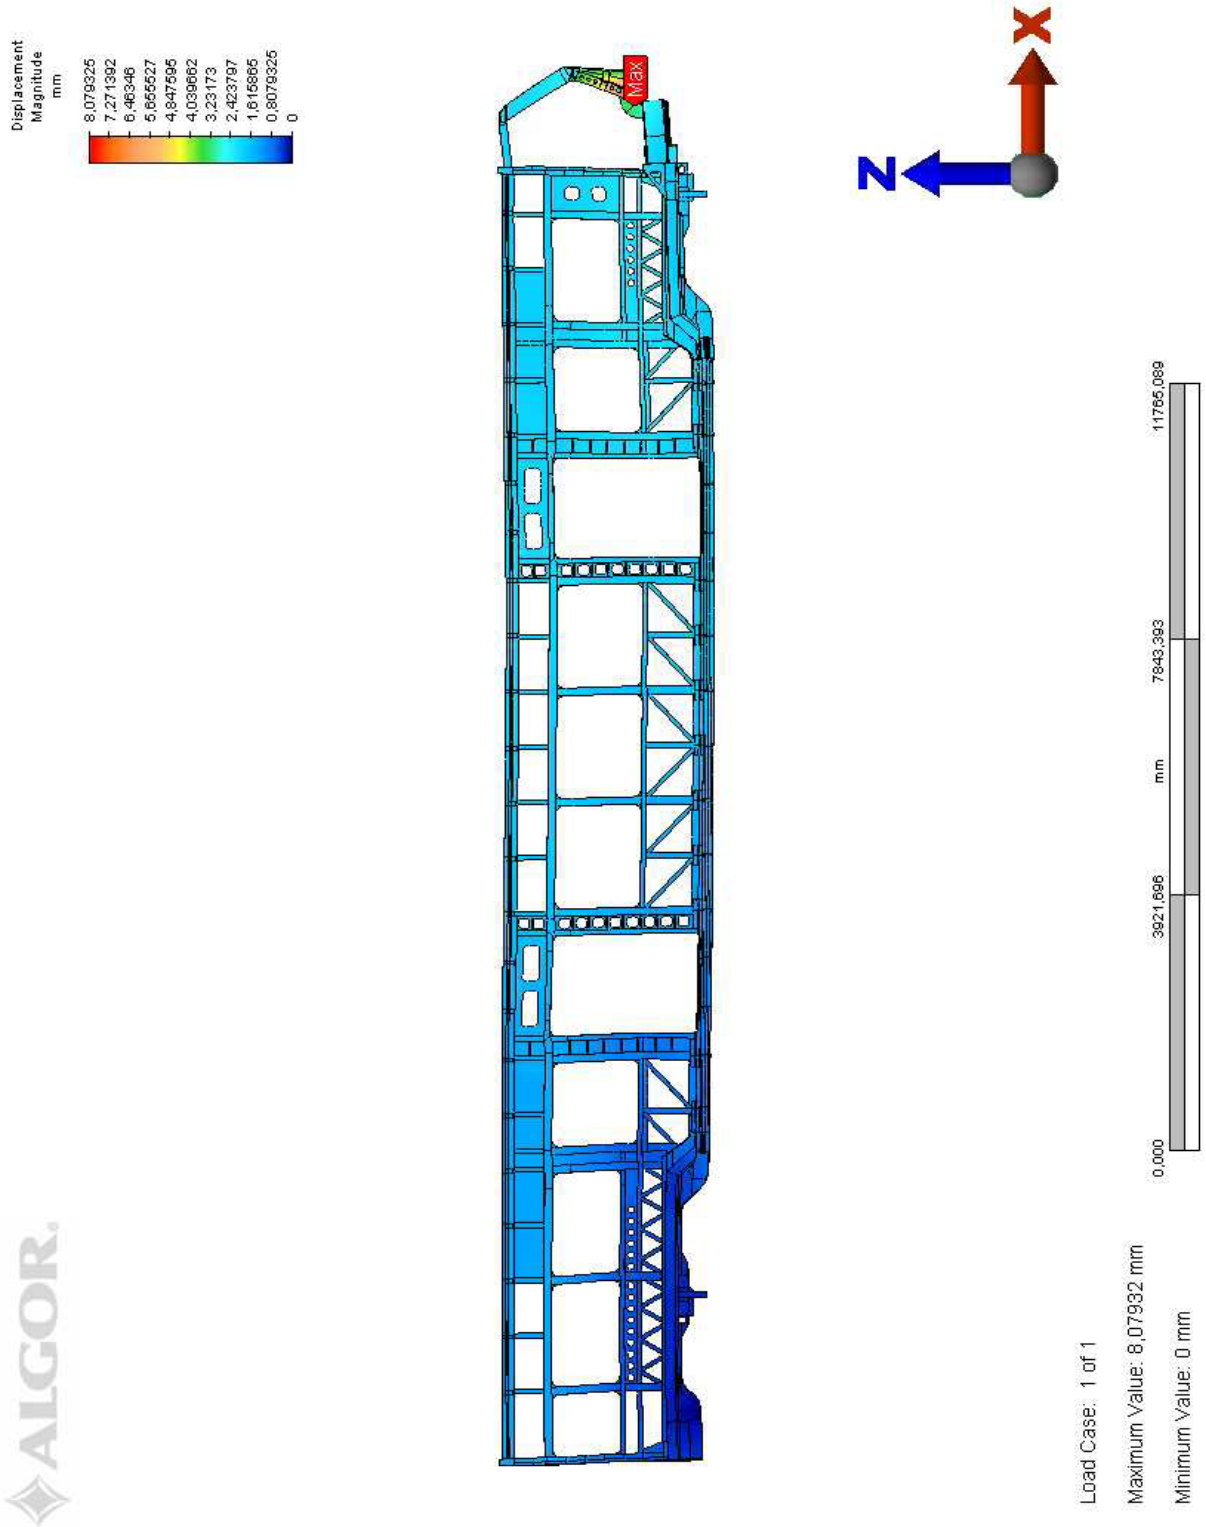 Displacement
Magnitude
mm
8,079325
7,271392
6,46346
5,655527
4,847595
4,039662
3,23173
2,423797
1,615865
0,8079325
0
Max
X
Z
ALGOR.
0,000
3921,696
mm
7843,393
11765,089
Load Case: 1 of 1
Maximum Value: 8,07932 mm
Minimum Value: 0 mm